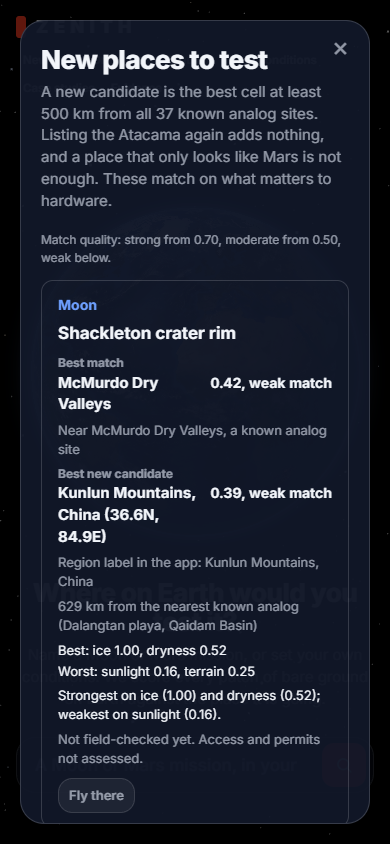 ZENITH
New places to test
×
A new candidate is the best cell at least
500 km from all 37 known analog sites.
Listing the Atacama again adds nothing,
and a place that only looks like Mars is not
enough. These match on what matters to
hardware.
Match quality: strong from 0.70, moderate from 0.50,
weak below.
Moon
Shackleton crater rim
Best match
McMurdo Dry Valleys 0.42, weak match
Near McMurdo Dry Valleys, a known analog
site
Best new candidate
Kunlun Mountains, 0.39, weak match
China (36.6N,
84.9E)
Region label in the app: Kunlun Mountains,
China
Where on Earth would you
629 km from the nearest known analog
(Dalangtan playa, Qaidam Basin)
Best: ice 1.00, dryness 0.52
Worst: sunlight 0.16, terrain 0.25
Strongest on ice (1.00) and dryness (0.52);
weakest on sunlight (0.16).
Not field-checked yet. Access and permits
not assessed.
Fly there